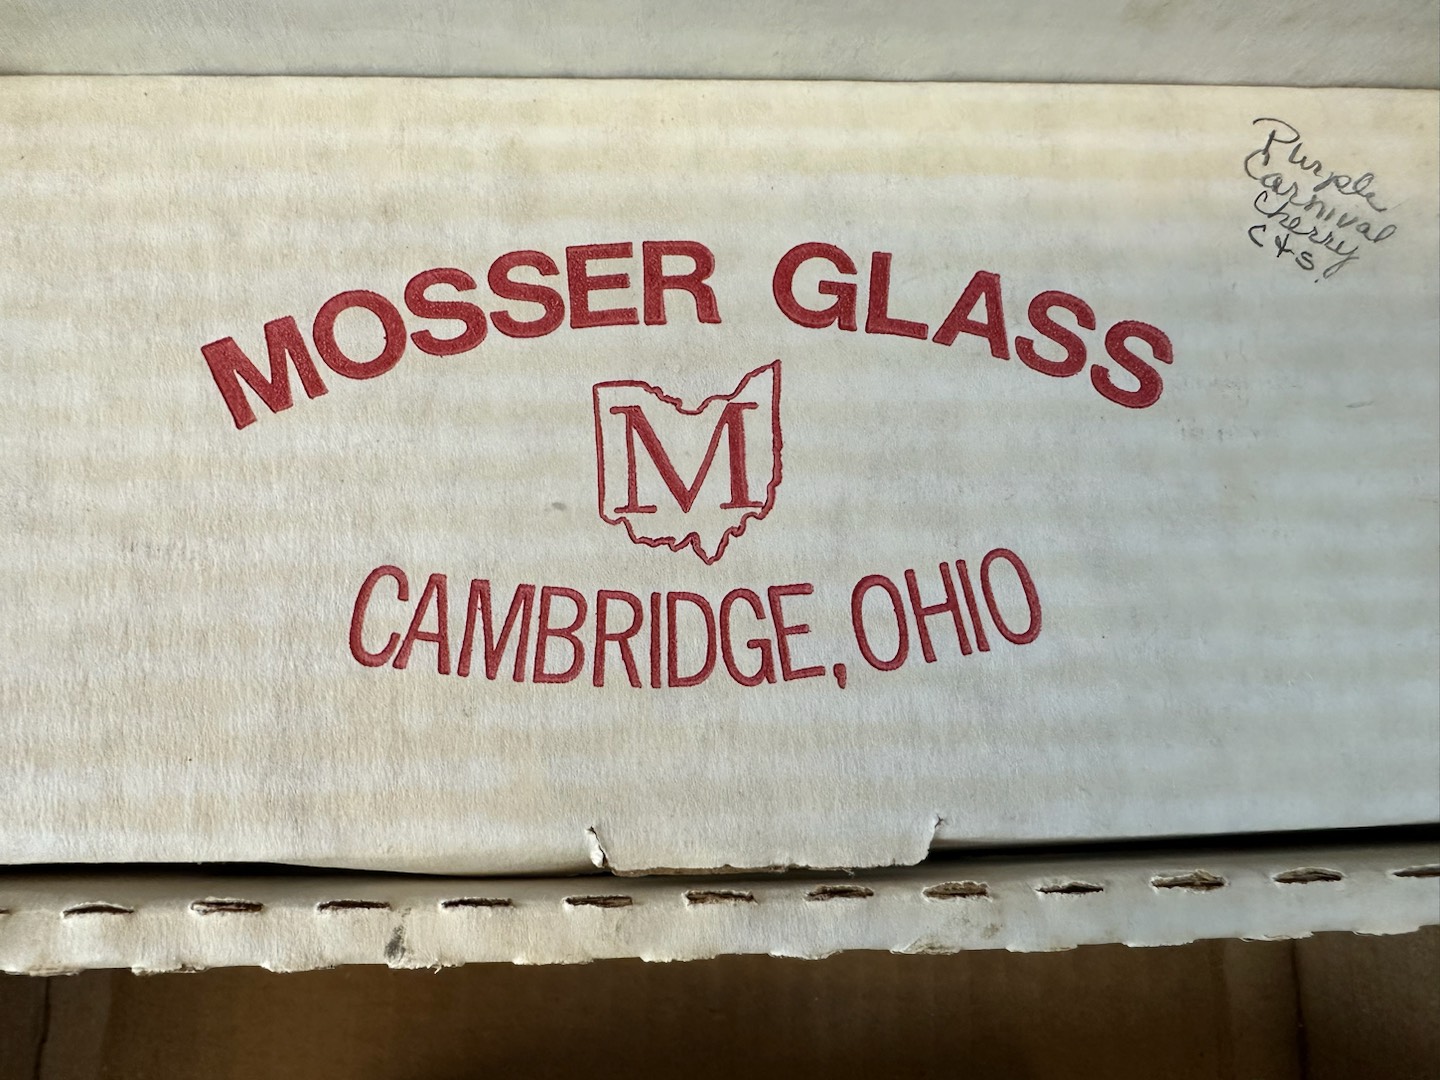 Purple
Carnival
Cherry
C & S
MOSSER GLASS
M
CAMBRIDGE, OHIO